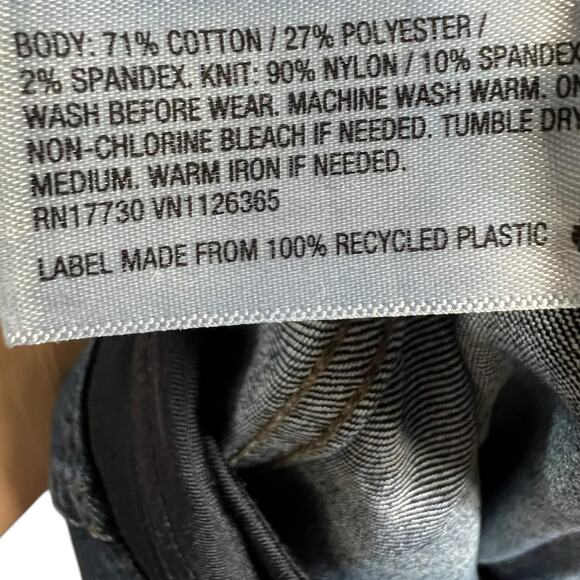 BODY: 71% COTTON / 27% POLYESTER /
2% SPANDEX. KNIT: 90% NYLON / 10% SPANDEX
WASH BEFORE WEAR. MACHINE WASH WARM.
NON-CHLORINE BLEACH IF NEEDED. TUMBLE DRY
MEDIUM. WARM IRON IF NEEDED.
RN17730 VN1126365
LABEL MADE FROM 100% RECYCLED PLASTIC